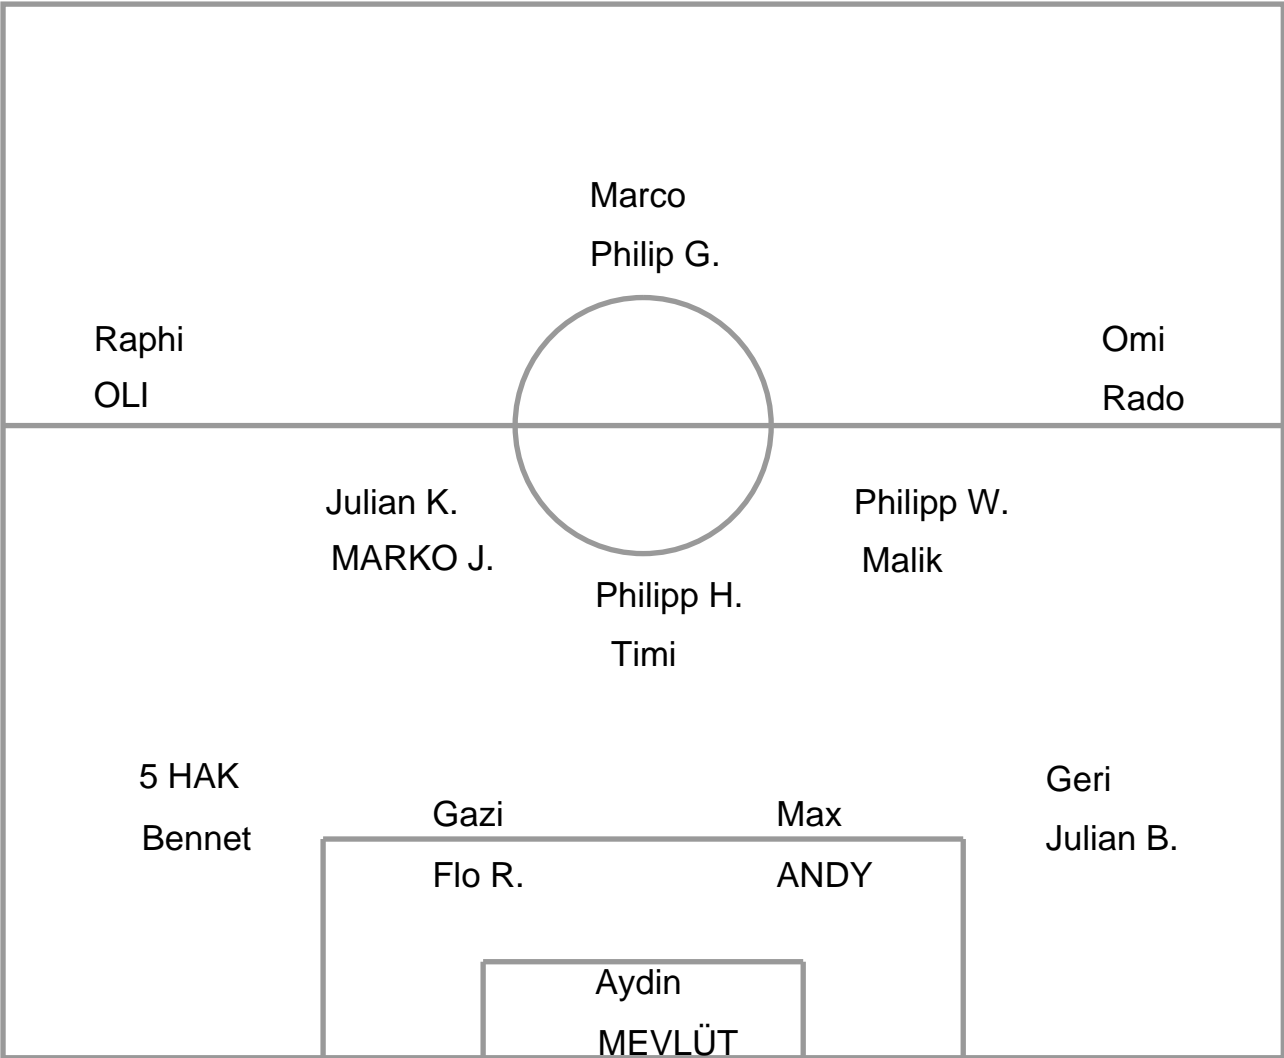 Marco
Philip G.
Raphi
OLI
Omi
Rado
Julian K.
MARKO J.
Philipp W.
Malik
Philipp H.
Timi
5 HAK
Bennet
Gazi
Flo R.
Max
ANDY
Geri
Julian B.
Aydin
MEVLÜT